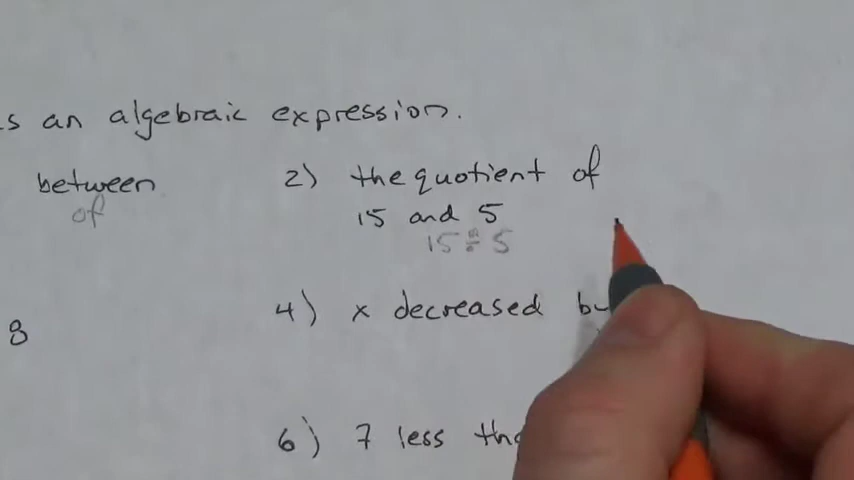 s an algebraic expression.
between
of
2) the quotient of
15 and 5
15 ÷ 5
8
4) x decreased
6) 7 less